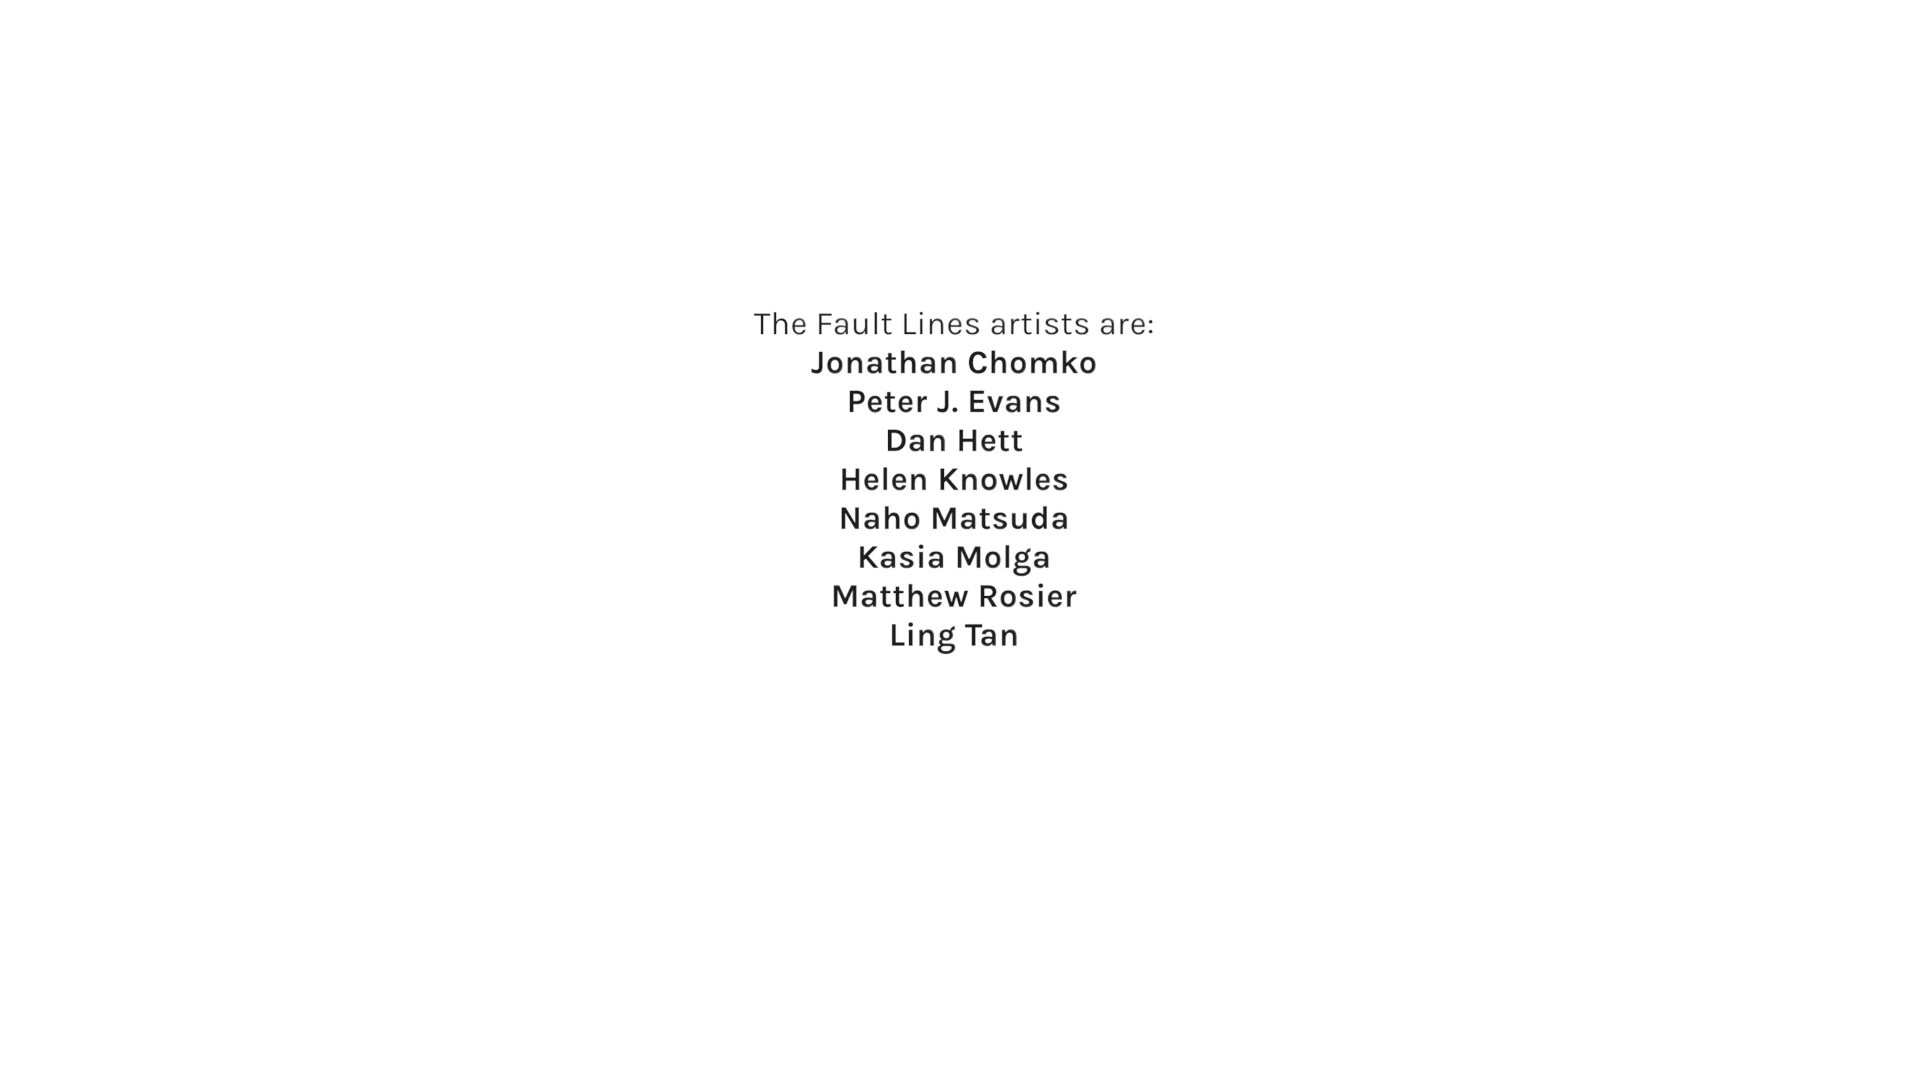 The Fault Lines artists are:
Jonathan Chomko
Peter J. Evans
Dan Hett
Helen Knowles
Naho Matsuda
Kasia Molga
Matthew Rosier
Ling Tan